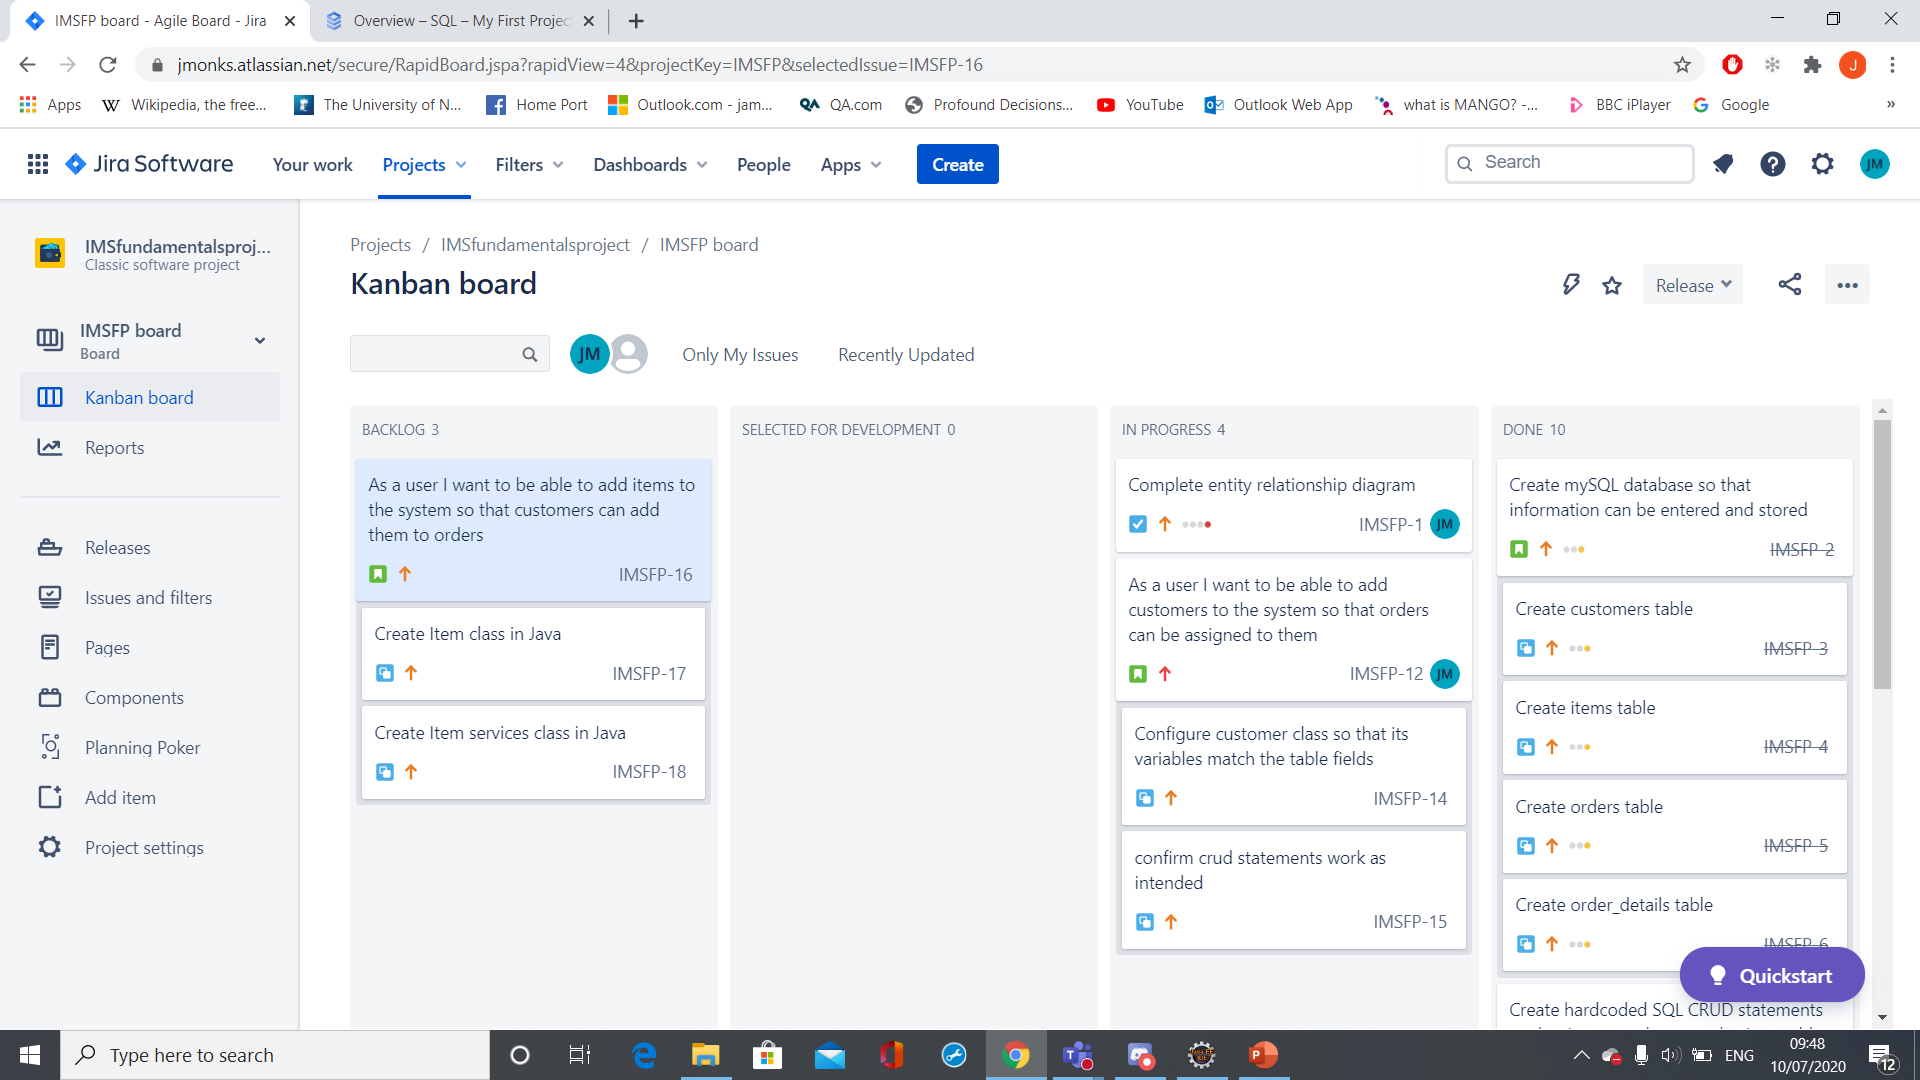 IMSFP board - Agile Board - Jira
Overview – SQL – My First Projec
jmonks.atlassian.net/secure/RapidBoard.jspa?rapidView=4&projectKey=IMSFP&selectedIssue=IMSFP-16
J
Apps
Wikipedia, the free...
The University of N...
Home Port
Outlook.com - jam...
QA.com
Profound Decisions...
YouTube
Outlook Web App
what is MANGO? -...
BBC iPlayer
Google
»
Jira Software
Your work
Projects
Filters
Dashboards
People
Apps
Create
Search
JM
IMSfundamentalsproj...
Classic software project
IMSFP board
Board
Kanban board
Reports
Releases
Issues and filters
Pages
Components
Planning Poker
Add item
Project settings
Projects / IMSfundamentalsproject / IMSFP board
Kanban board
Release
JM
Only My Issues
Recently Updated
BACKLOG 3
As a user I want to be able to add items to
the system so that customers can add
them to orders
IMSFP-16
Create Item class in Java
IMSFP-17
Create Item services class in Java
IMSFP-18
SELECTED FOR DEVELOPMENT 0
IN PROGRESS 4
Complete entity relationship diagram
IMSFP-1
JM
As a user I want to be able to add
customers to the system so that orders
can be assigned to them
IMSFP-12
JM
Configure customer class so that its
variables match the table fields
IMSFP-14
confirm crud statements work as
intended
IMSFP-15
DONE 10
Create mySQL database so that
information can be entered and stored
IMSFP-2
Create customers table
IMSFP-3
Create items table
IMSFP-4
Create orders table
IMSFP-5
Create order_details table
IMSFP-6
Create hardcoded SQL CRUD statements
Quickstart
Type here to search
ENG
09:48
10/07/2020
12